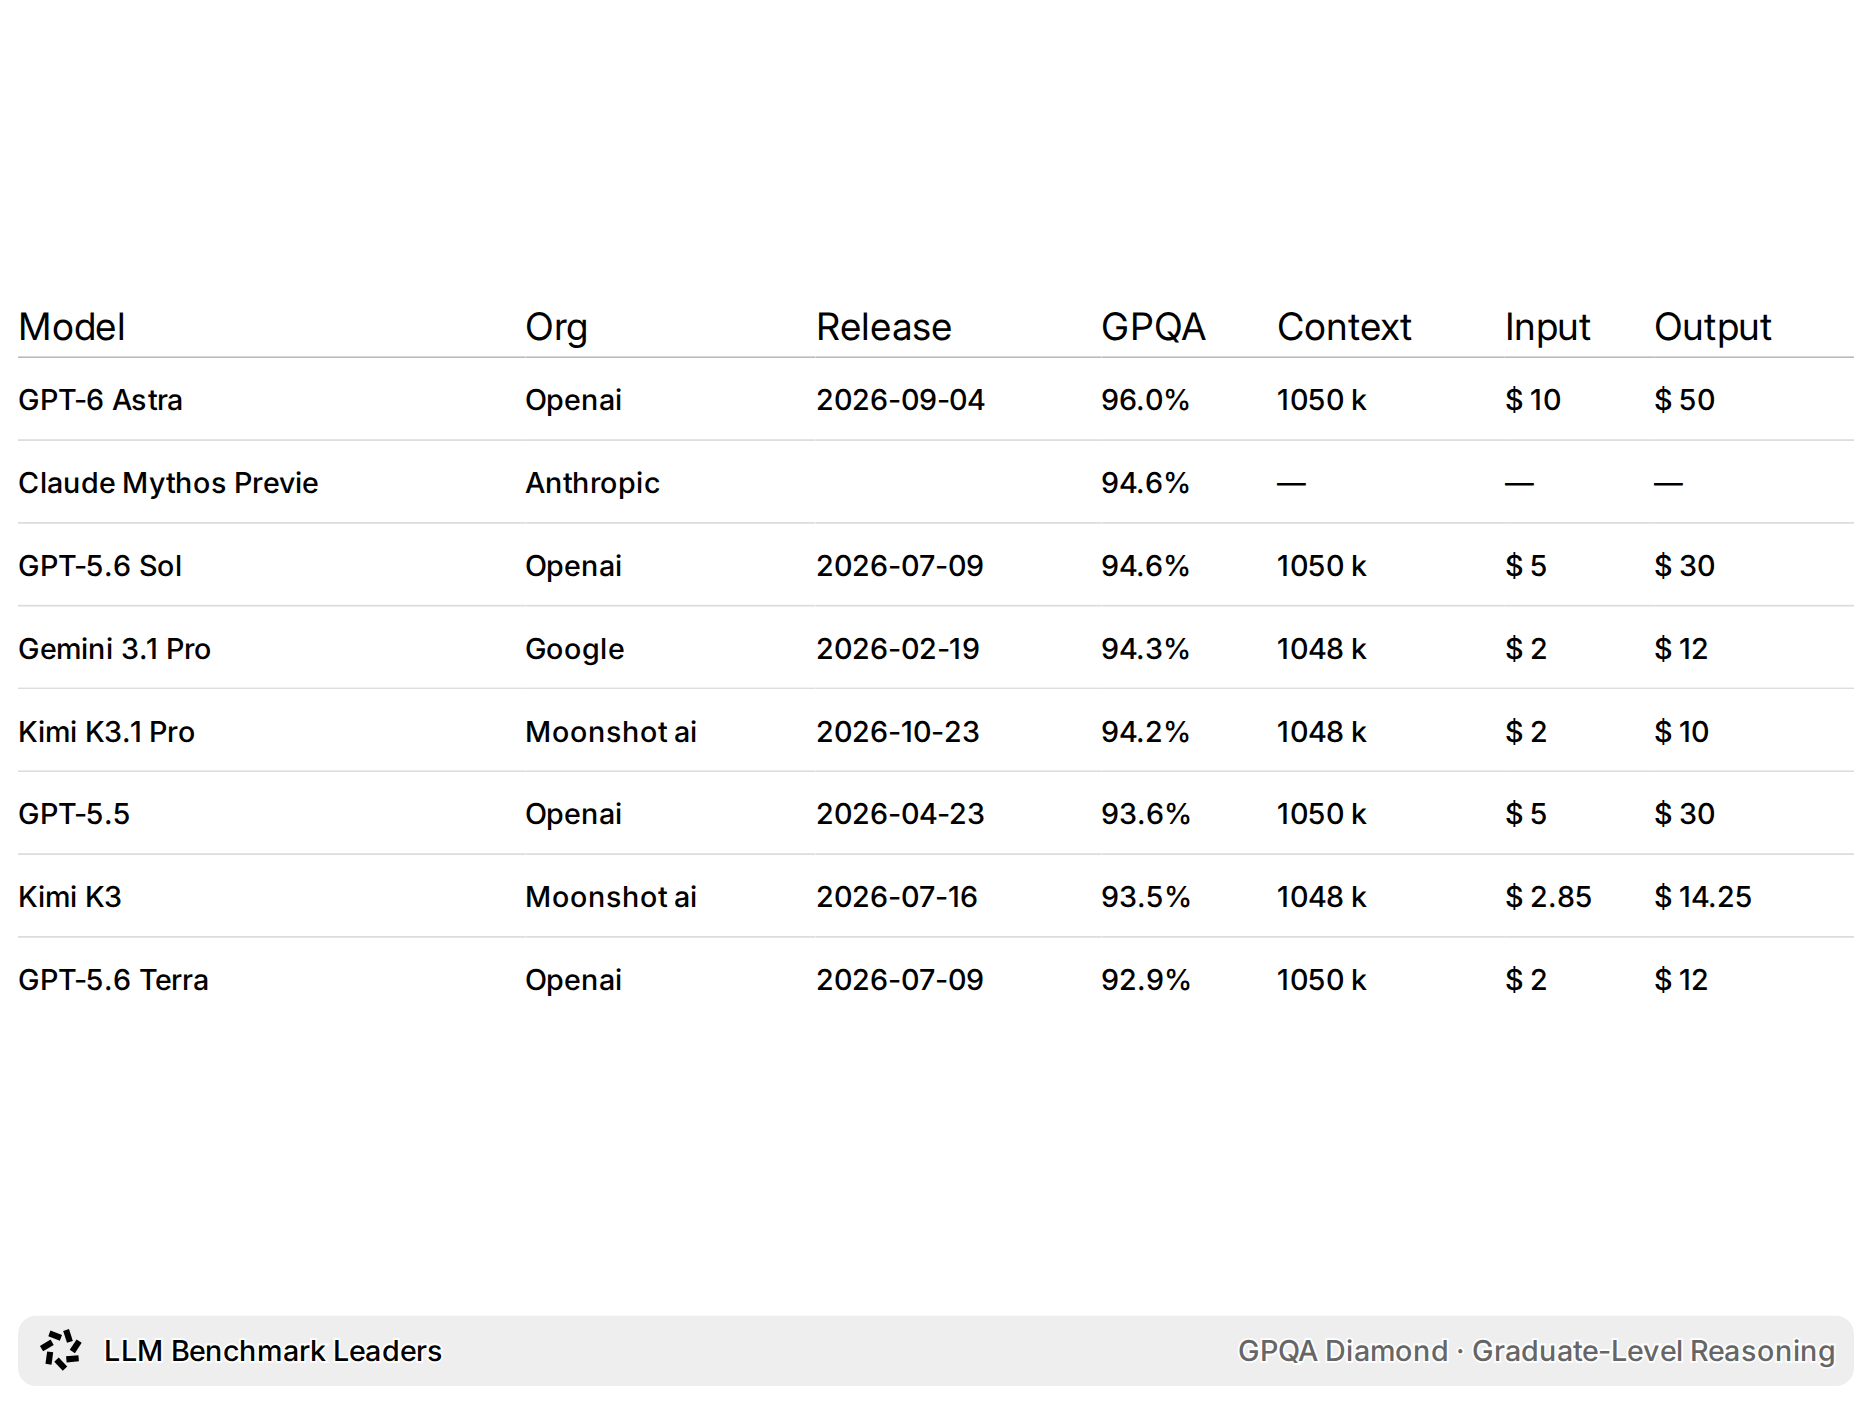 Model Org Release GPQA Context Input Output
GPT-6 Astra Openai 2026-09-04 96.0% 1050 k $ 10 $ 50
Claude Mythos Previe Anthropic 94.6% — — —
GPT-5.6 Sol Openai 2026-07-09 94.6% 1050 k $ 5 $ 30
Gemini 3.1 Pro Google 2026-02-19 94.3% 1048 k $ 2 $ 12
Kimi K3.1 Pro Moonshot ai 2026-10-23 94.2% 1048 k $ 2 $ 10
GPT-5.5 Openai 2026-04-23 93.6% 1050 k $ 5 $ 30
Kimi K3 Moonshot ai 2026-07-16 93.5% 1048 k $ 2.85 $ 14.25
GPT-5.6 Terra Openai 2026-07-09 92.9% 1050 k $ 2 $ 12
LLM Benchmark Leaders GPQA Diamond · Graduate-Level Reasoning